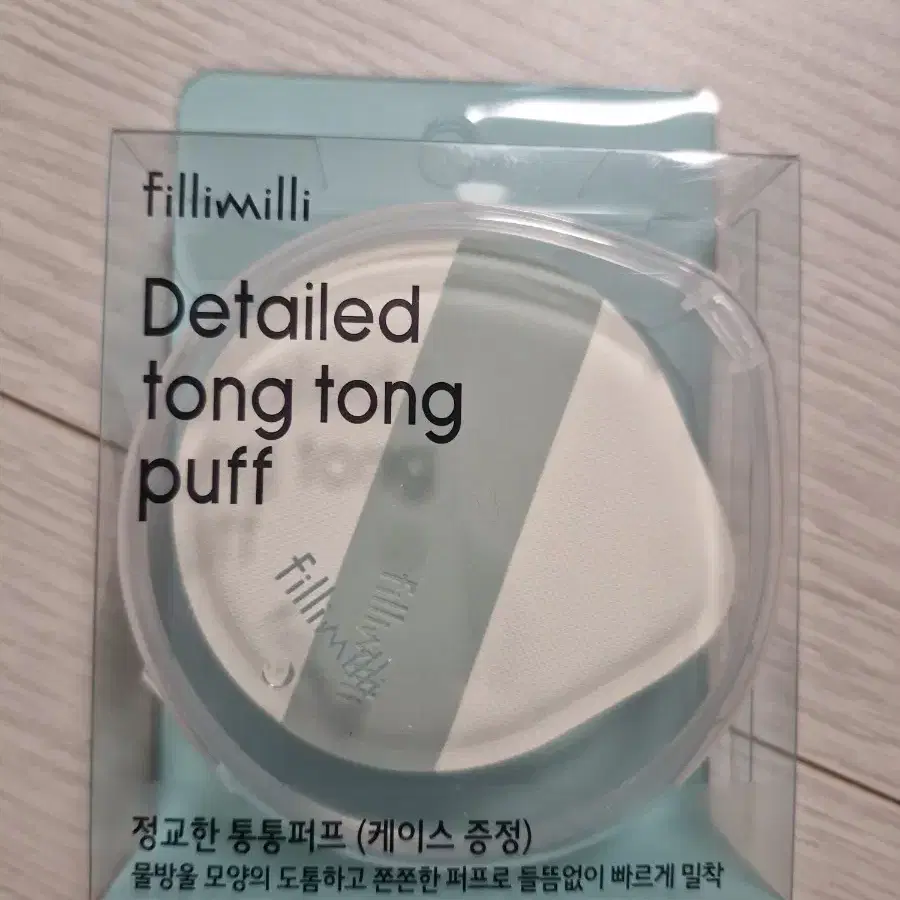 fillimilli
Detailed
tong tong
puff
fillimilli
정교한 통통퍼프 (케이스 증정)
물방울 모양의 도톰하고 쫀쫀한 퍼프로 들뜸없이 빠르게 밀착